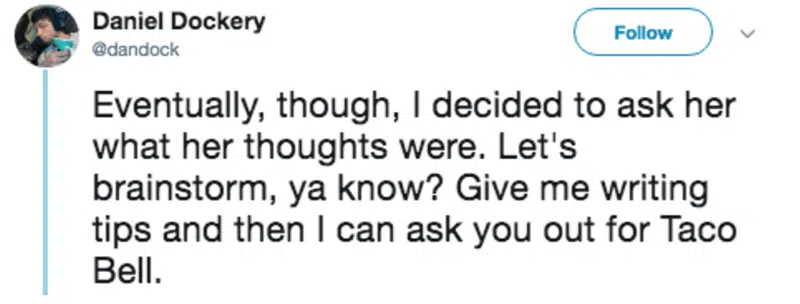 Daniel Dockery
@dandock
Follow
Eventually, though, I decided to ask her
what her thoughts were. Let's
brainstorm, ya know? Give me writing
tips and then I can ask you out for Taco
Bell.